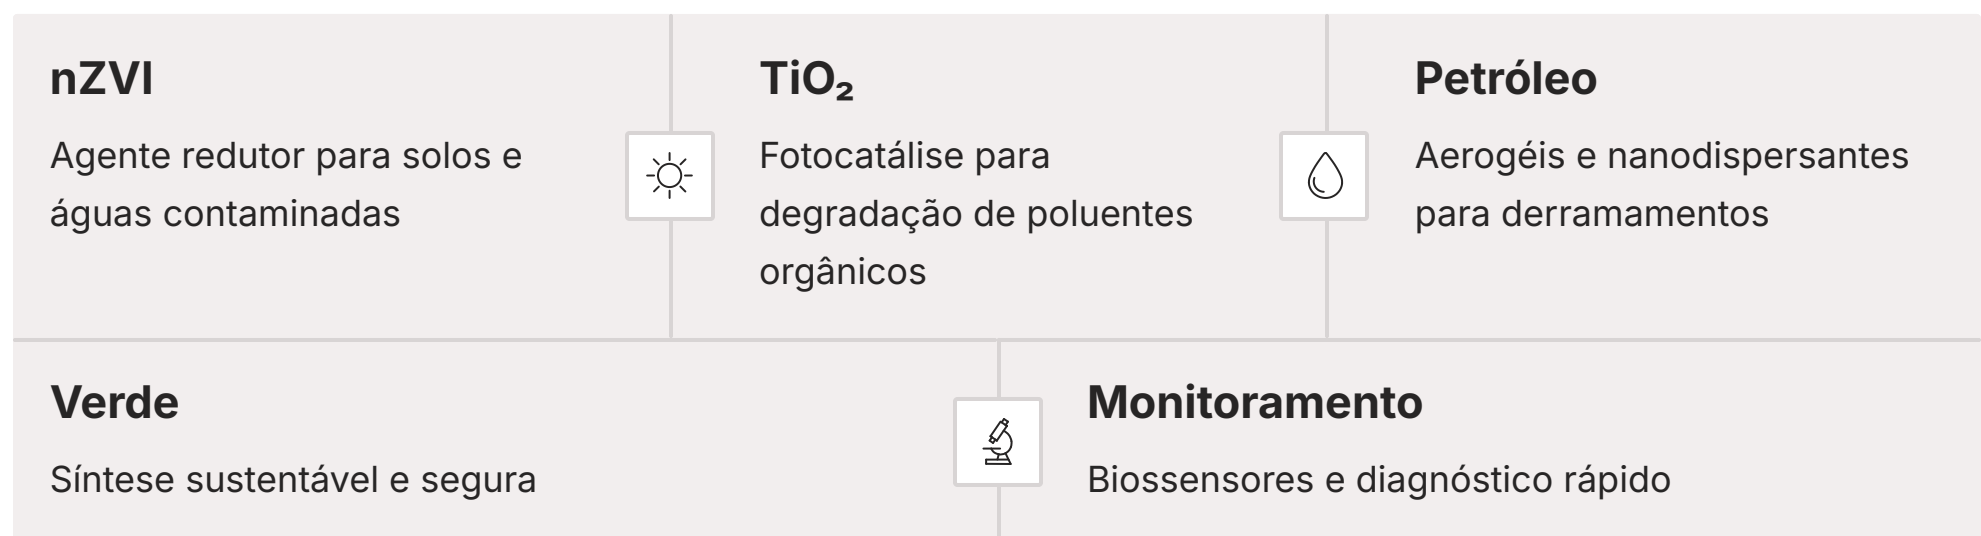 nZVI
Agente redutor para solos e
águas contaminadas
TiO₂
Fotocatálise para
degradação de poluentes
orgânicos
Petróleo
Aerogéis e nanodispersantes
para derramamentos
Verde
Síntese sustentável e segura
Monitoramento
Biossensores e diagnóstico rápido